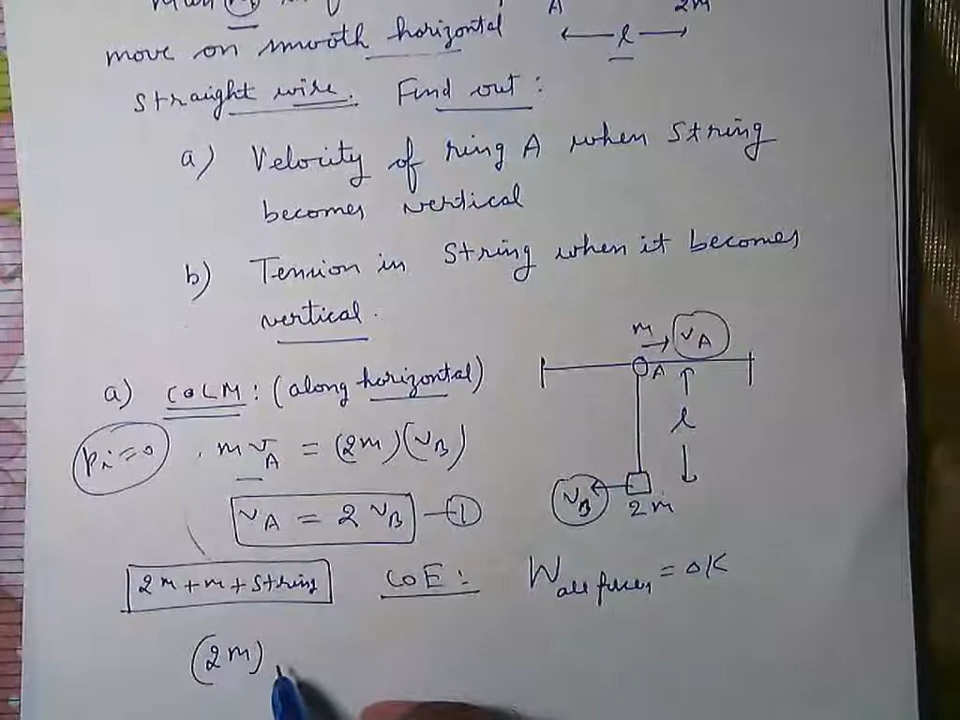 A 2m
move on smooth horizontal ← l →
straight wire. Find out :
a) Velocity of ring A when string
becomes vertical
b) Tension in string when it becomes
vertical.
m → vA
A
l
vB 2m
a) COLM : (along horizontal)
pi = 0 . m vA = (2m)(vB)
vA = 2 vB — ①
2m + m + string COE : Wall forces = ΔK
(2m)